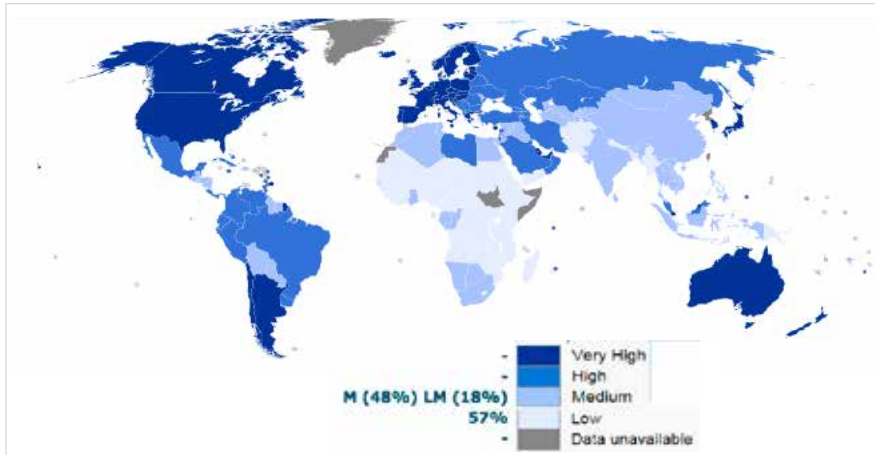 - Very High
- High
M (48%) LM (18%) Medium
57% Low
- Data unavailable